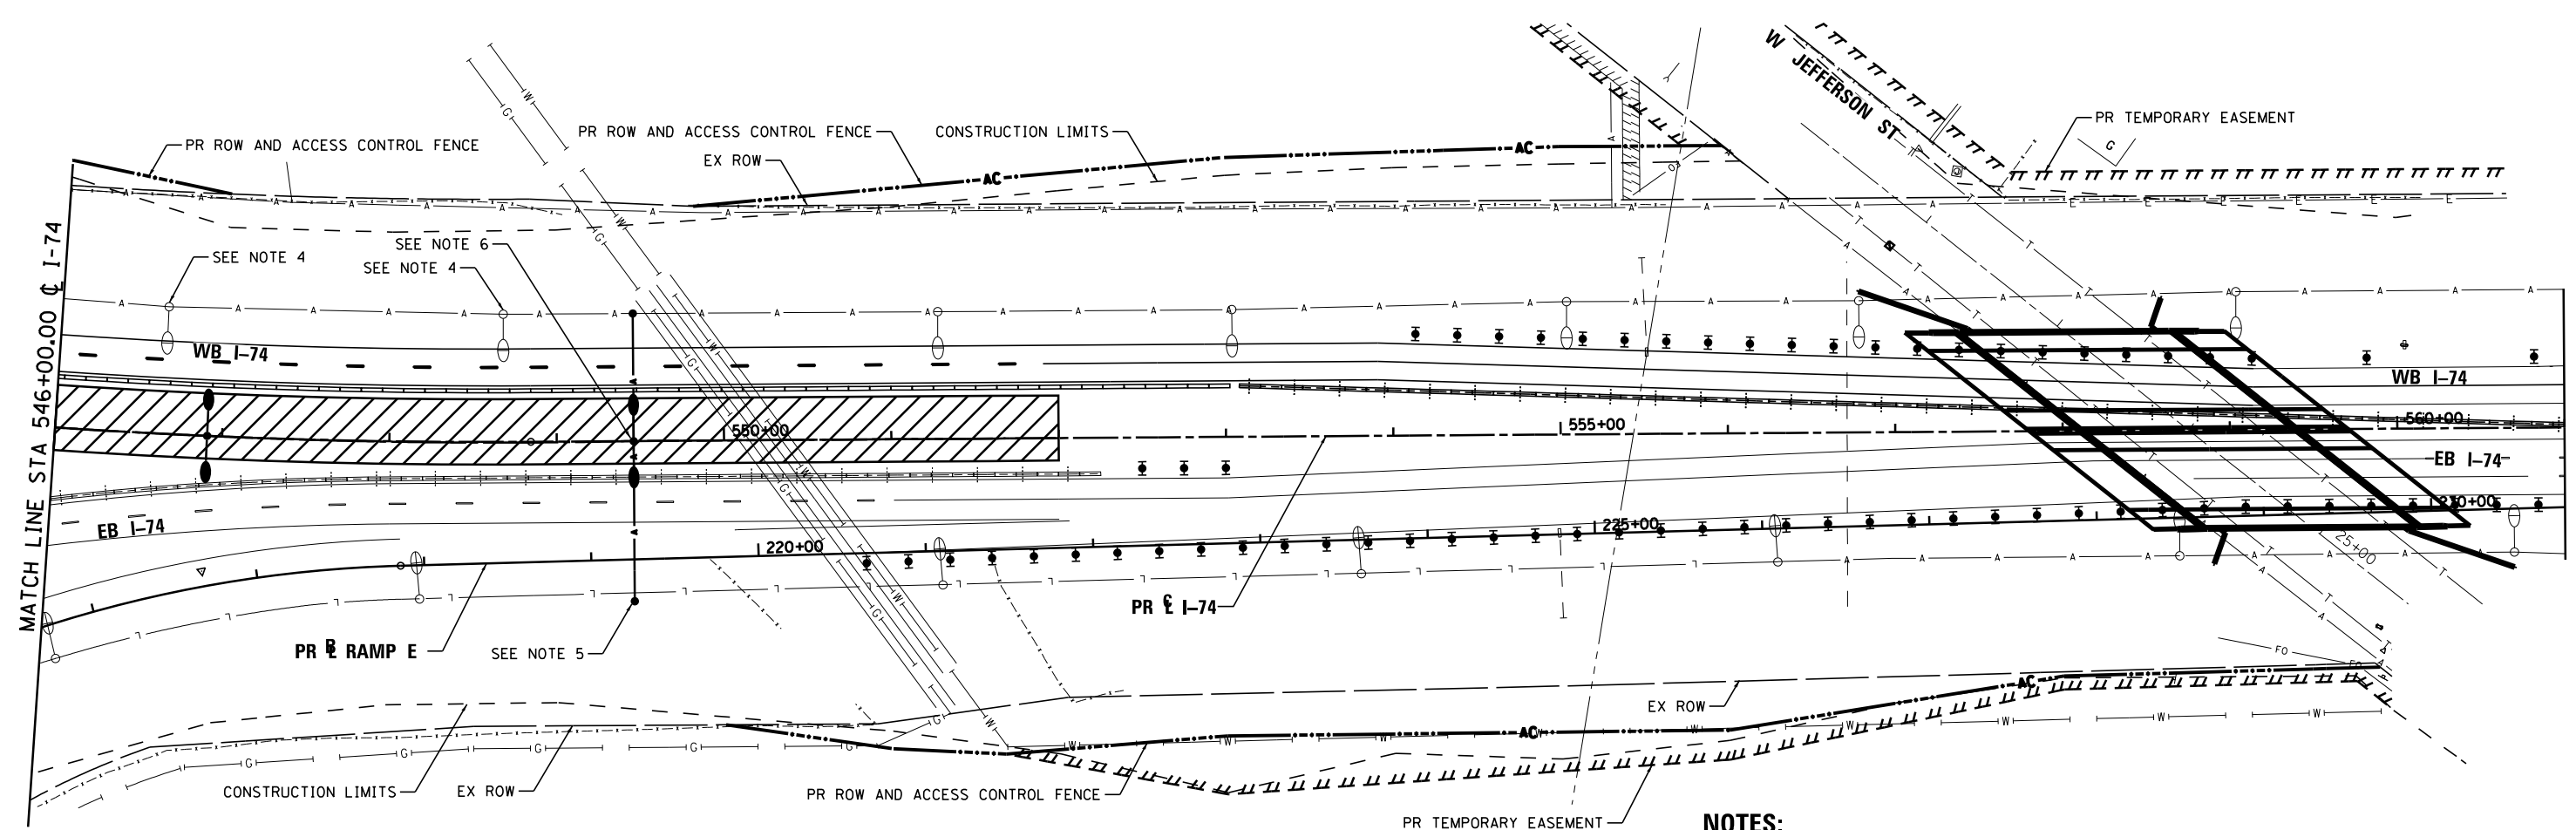 W JEFFERSON ST
PR TEMPORARY EASEMENT
PR ROW AND ACCESS CONTROL FENCE
PR ROW AND ACCESS CONTROL FENCE
CONSTRUCTION LIMITS
EX ROW
AC
AC
SEE NOTE 6
SEE NOTE 4
SEE NOTE 4
MATCH LINE STA 546+00.00 ℄ I-74
WB I-74
WB I-74
550+00
555+00
560+00
EB I-74
EB I-74
220+00
225+00
230+00
25+00
PR ℄ I-74
PR BL RAMP E
SEE NOTE 5
FO
FO
EX ROW
AC
AC
CONSTRUCTION LIMITS
EX ROW
PR ROW AND ACCESS CONTROL FENCE
PR TEMPORARY EASEMENT
NOTES: